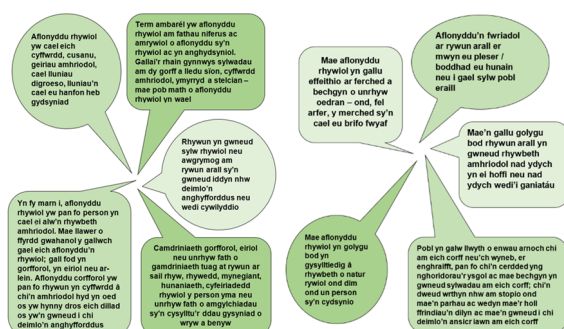 Aflonyddu rhywiol
yw cael eich
cyffwrdd, cusanu,
geiriau amhriodol,
cael lluniau
digroeso, lluniau'n
cael eu hanfon heb
gydsyniad
Term ambarél yw aflonyddu
rhywiol am fathau niferus ac
amrywiol o aflonyddu sy'n
rhywiol ac yn anghydsyniol.
Gallai'r rhain gynnwys sylwadau
am dy gorff a lledu sïon, cyffwrdd
amhriodol, ymyrryd a stelcian –
mae pob math o aflonyddu
rhywiol yn wael
Rhywun yn gwneud
sylw rhywiol neu
awgrymog am
rywun arall sy'n
gwneud iddyn nhw
deimlo'n
anghyfforddus neu
wedi cywilyddio
Yn fy marn i, aflonyddu
rhywiol yw pan fo person yn
cael ei alw'n rhywbeth
amhriodol. Mae llawer o
ffyrdd gwahanol y gallwch
gael eich aflonyddu'n
rhywiol; gall fod yn
gorfforol, yn eiriol neu ar-
lein. Aflonyddu corfforol yw
pan fo rhywun yn cyffwrdd â
chi'n amhriodol hyd yn oed
os yw hynny dros eich dillad
os yw'n gwneud i chi
deimlo'n anghyfforddus
Camdriniaeth gorfforol, eiriol
neu unrhyw fath o
gamdriniaeth tuag at rywun ar
sail rhyw, rhywedd, mynegiant,
hunaniaeth, cyfeiriadedd
rhywiol y person yma neu
unrhyw fath o amgylchiadau
sy'n cysylltu'r ddau gysyniad o
wryw a benyw
Mae aflonyddu
rhywiol yn gallu
effeithio ar ferched a
bechgyn o unrhyw
oedran – ond, fel
arfer, y merched sy'n
cael eu brifo fwyaf
Aflonyddu'n fwriadol
ar rywun arall er
mwyn eu pleser /
boddhad eu hunain
neu i gael sylw pobl
eraill
Mae'n gallu golygu
bod rhywun arall yn
gwneud rhywbeth
amhriodol nad ydych
yn ei hoffi neu nad
ydych wedi'i ganiatáu
Mae aflonyddu
rhywiol yn golygu
bod yn
gysylltiedig â
rhywbeth o natur
rywiol ond dim
ond un person
sy'n cydsynio
Pobl yn galw llwyth o enwau arnoch chi
am eich corff neu'ch wyneb, er
enghraifft, pan fo chi'n cerdded yng
nghoridorau'r ysgol ac mae bechgyn yn
gwneud sylwadau am eich corff; chi'n
dweud wrthyn nhw am stopio ond
mae'n parhau ac wedyn mae'r holl
ffrindiau'n dilyn ac mae'n gwneud i chi
deimlo'n ansicr iawn am eich corff